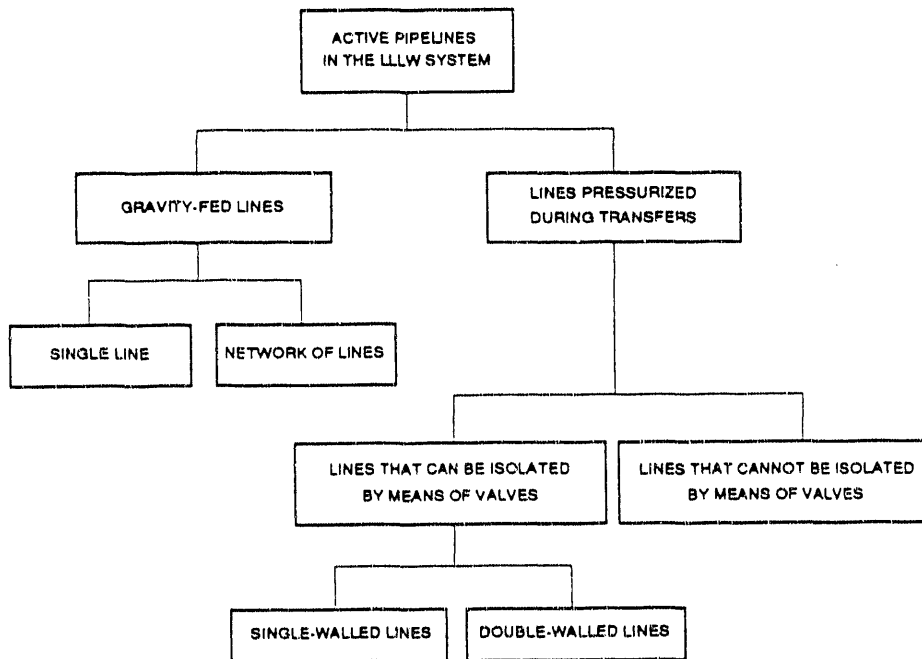 ACTIVE PIPELINES
IN THE LLLW SYSTEM
GRAVITY-FED LINES
LINES PRESSURIZED
DURING TRANSFERS
SINGLE LINE
NETWORK OF LINES
LINES THAT CAN BE ISOLATED
BY MEANS OF VALVES
LINES THAT CANNOT BE ISOLATED
BY MEANS OF VALVES
SINGLE-WALLED LINES
DOUBLE-WALLED LINES